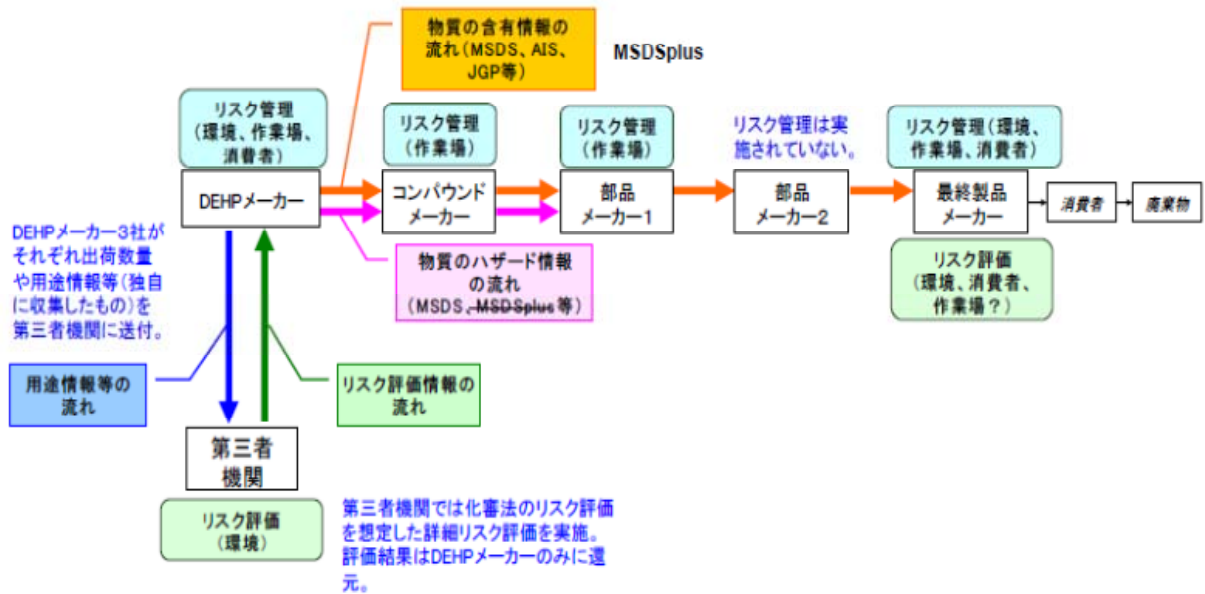 物質の含有情報の
流れ(MSDS、AIS、
JGP等)
MSDSplus
リスク管理
(環境、作業場、
消費者)
リスク管理
(作業場)
リスク管理
(作業場)
リスク管理は実
施されていない。
リスク管理(環境、
作業場、消費者)
DEHPメーカー
コンパウンド
メーカー
部品
メーカー1
部品
メーカー2
最終製品
メーカー
消費者
廃棄物
DEHPメーカー3社が
それぞれ出荷数量
や用途情報等(独自
に収集したもの)を
第三者機関に送付。
物質のハザード情報
の流れ
(MSDS、MSDSplus等)
リスク評価
(環境、消費者、
作業場?)
用途情報等の
流れ
リスク評価情報の
流れ
第三者
機関
リスク評価
(環境)
第三者機関では化審法のリスク評価
を想定した詳細リスク評価を実施。
評価結果はDEHPメーカーのみに還
元。